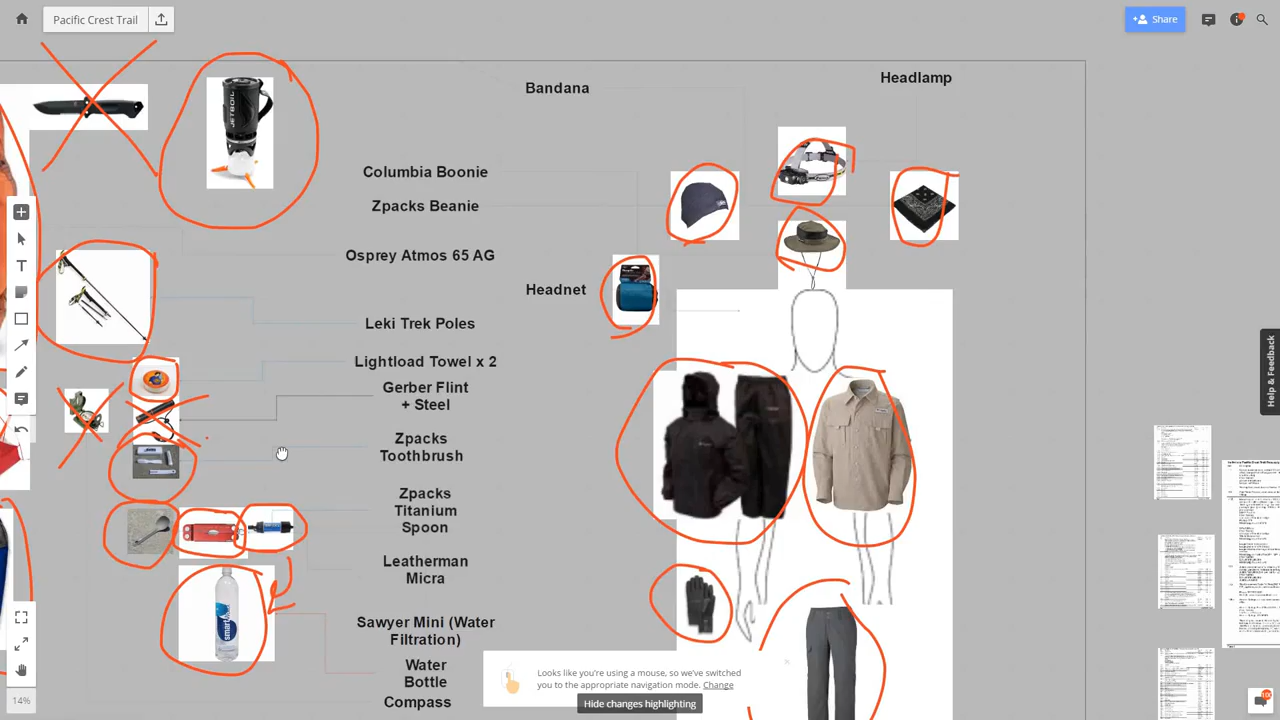 Pacific Crest Trail
Share
Headlamp
Bandana
JETBOIL
Columbia Boonie
Zpacks Beanie
Osprey Atmos 65 AG
Headnet
Leki Trek Poles
Lightload Towel x 2
Gerber Flint
+ Steel
Zpacks
Toothbrush
Zpacks
Titanium
Spoon
Leatherman
Micra
smart
Sawyer Mini (Water
Filtration)
Water
Bottle
Compass
Help & Feedback
Looks like you're using a mouse, so we've switched
you to the appropriate navigation mode. Change
Hide changes highlighting
14%